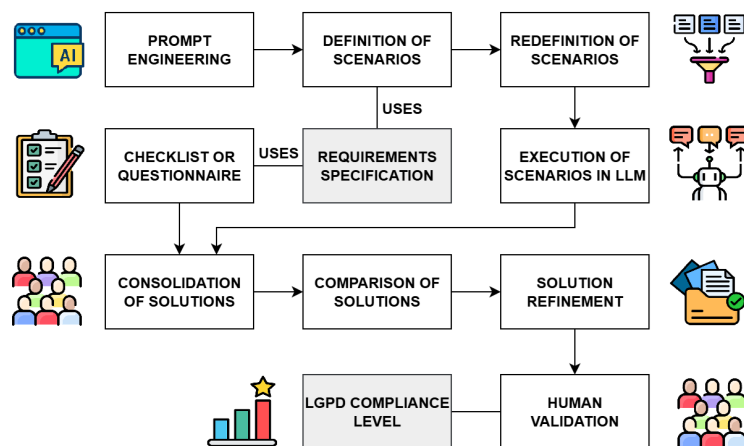 AI
PROMPT
ENGINEERING
DEFINITION OF
SCENARIOS
REDEFINITION OF
SCENARIOS
USES
CHECKLIST OR
QUESTIONNAIRE
USES
REQUIREMENTS
SPECIFICATION
EXECUTION OF
SCENARIOS IN LLM
CONSOLIDATION
OF SOLUTIONS
COMPARISON OF
SOLUTIONS
SOLUTION
REFINEMENT
LGPD COMPLIANCE
LEVEL
HUMAN
VALIDATION